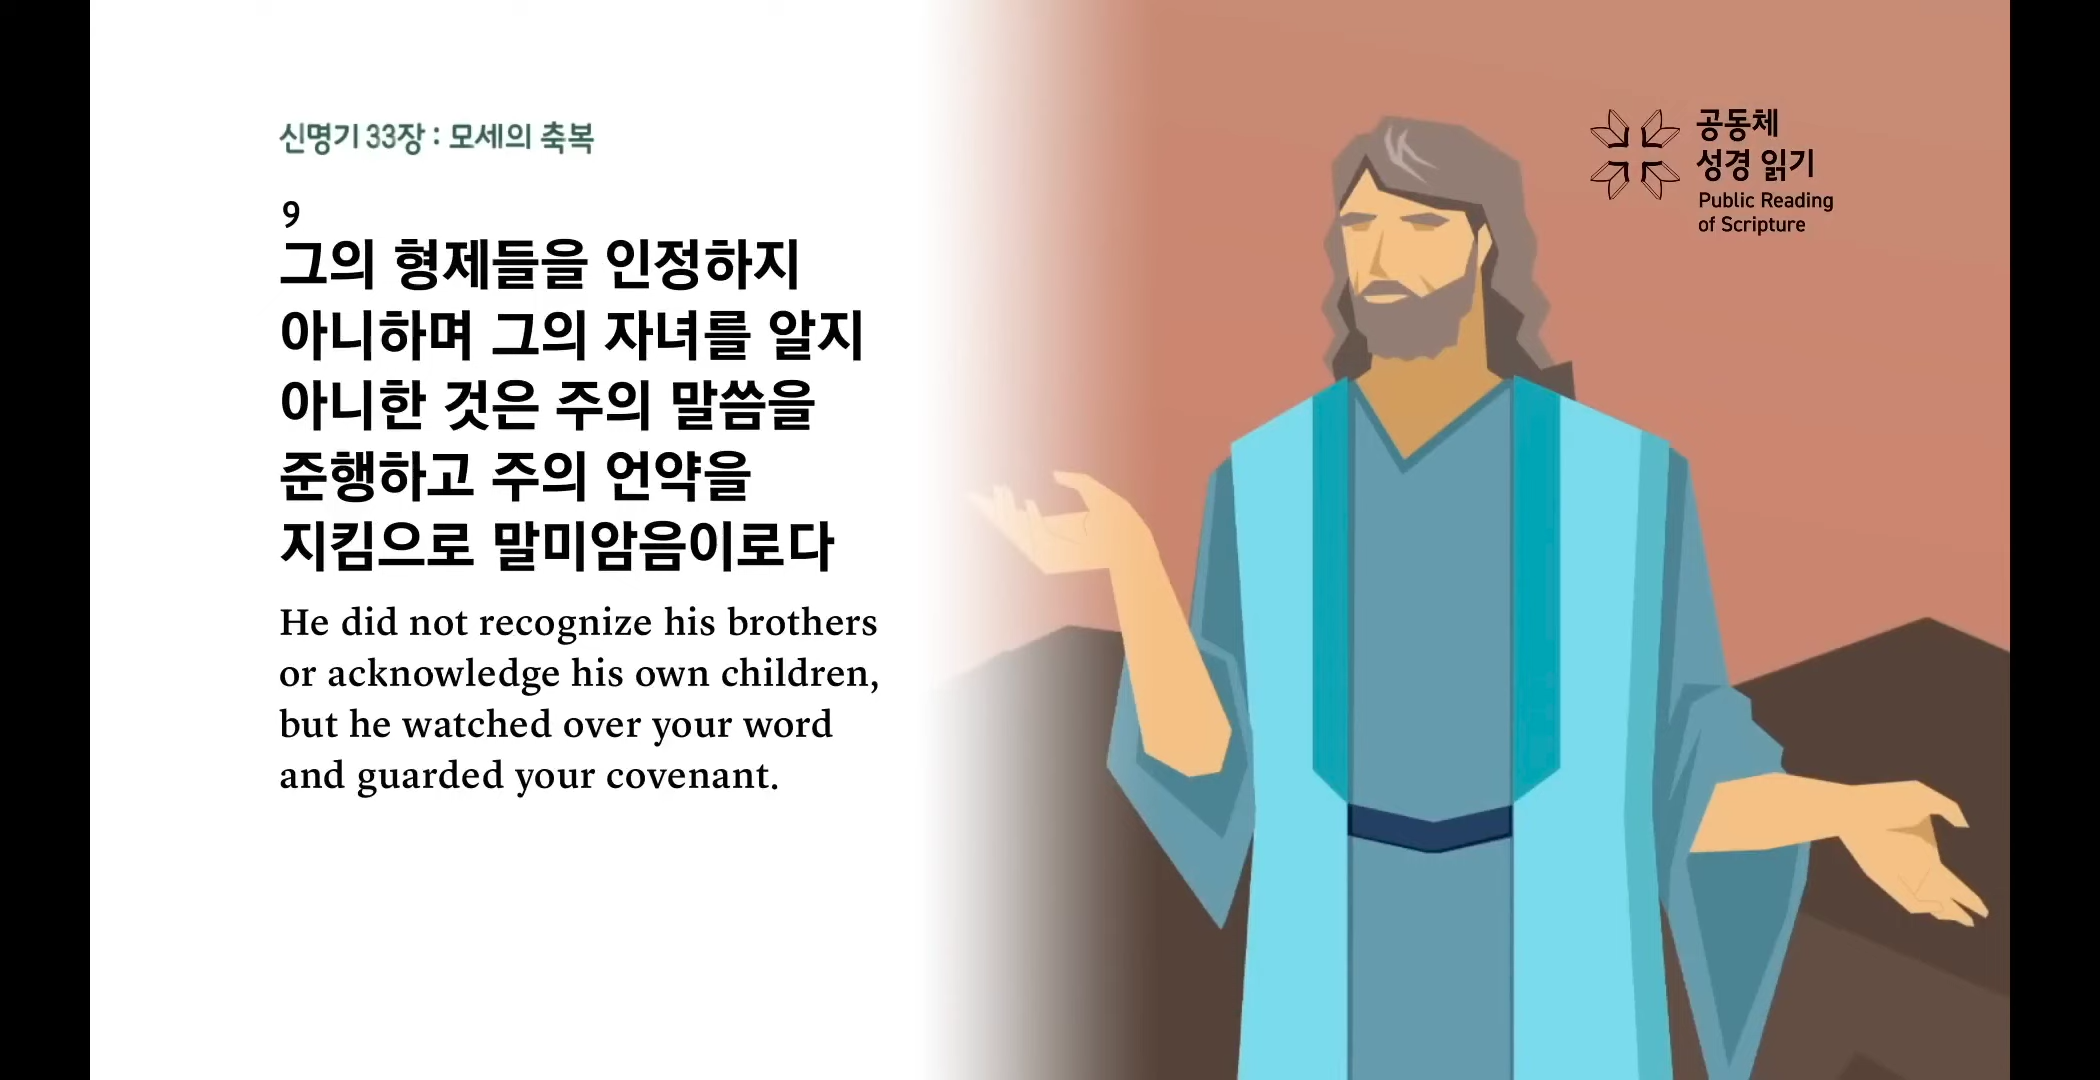 신명기 33장 : 모세의 축복
공동체
성경 읽기
Public Reading
of Scripture
9
그의 형제들을 인정하지
아니하며 그의 자녀를 알지
아니한 것은 주의 말씀을
준행하고 주의 언약을
지킴으로 말미암음이로다
He did not recognize his brothers
or acknowledge his own children,
but he watched over your word
and guarded your covenant.